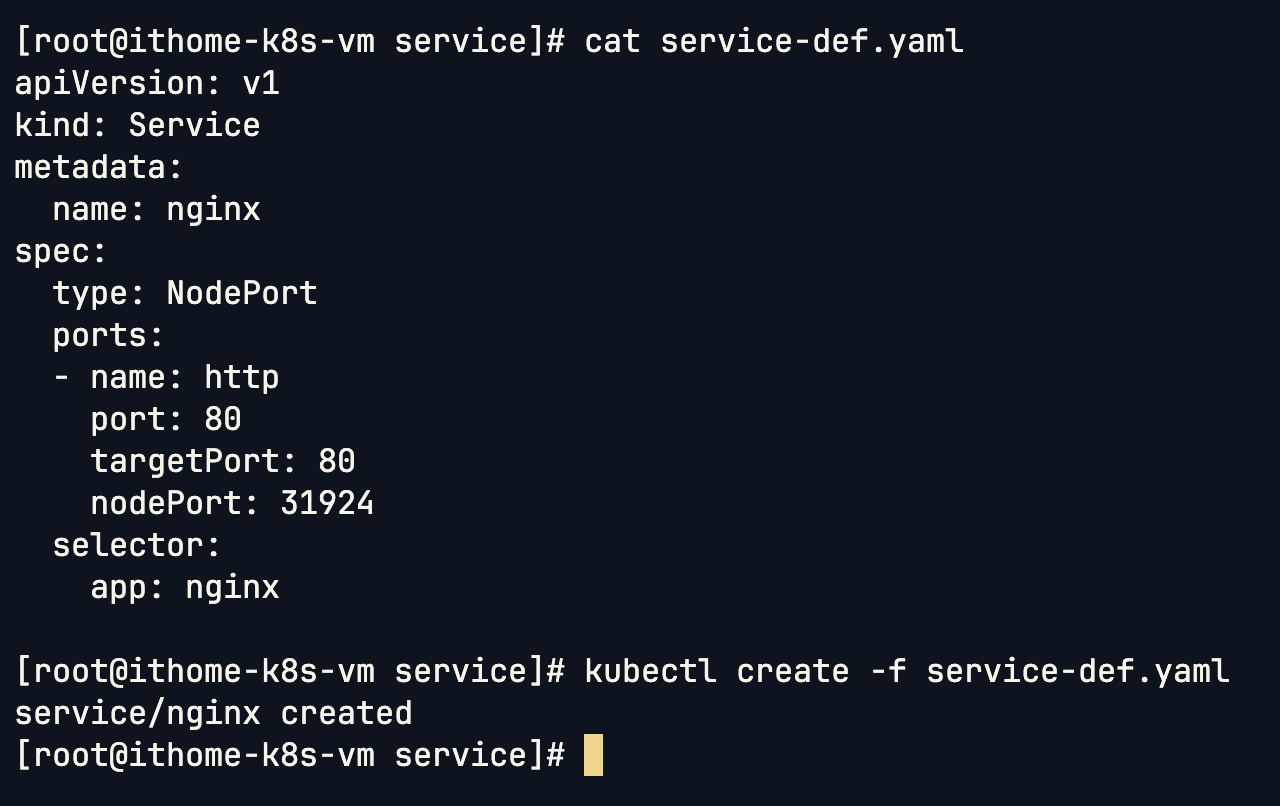 [root@ithome-k8s-vm service]# cat service-def.yaml
apiVersion: v1
kind: Service
metadata:
  name: nginx
spec:
  type: NodePort
  ports:
  - name: http
    port: 80
    targetPort: 80
    nodePort: 31924
  selector:
    app: nginx

[root@ithome-k8s-vm service]# kubectl create -f service-def.yaml
service/nginx created
[root@ithome-k8s-vm service]#